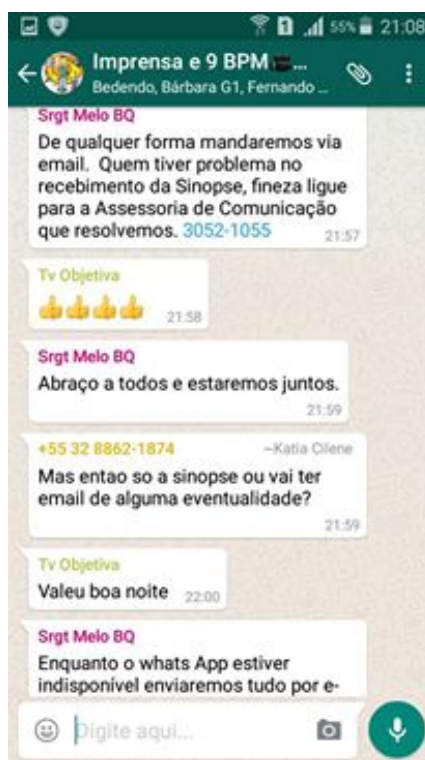 55% 21:08
Imprensa e 9 BPM ...
Bedendo, Bárbara G1, Fernando ...
Srgt Melo BQ
De qualquer forma mandaremos via
email. Quem tiver problema no
recebimento da Sinopse, fineza ligue
para a Assessoria de Comunicação
que resolvemos. 3052-1055
21:57
Tv Objetiva
👍👍👍👍 21:58
Srgt Melo BQ
Abraço a todos e estaremos juntos.
21:59
+55 32 8862-1874 ~Katia Cilene
Mas entao so a sinopse ou vai ter
email de alguma eventualidade?
21:59
Tv Objetiva
Valeu boa noite 22:00
Srgt Melo BQ
Enquanto o whats App estiver
indisponível enviaremos tudo por e-
Digite aqui...